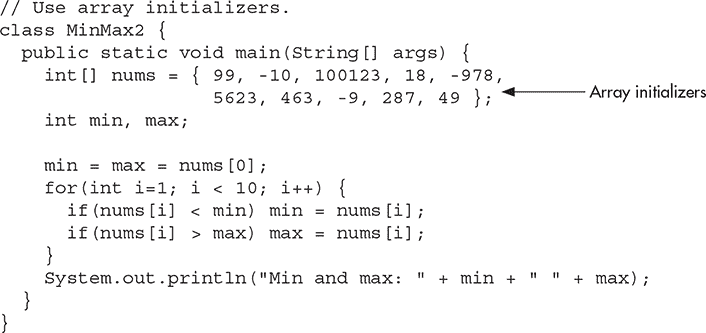 // Use array initializers.
class MinMax2 {
  public static void main(String[] args) {
    int[] nums = { 99, -10, 100123, 18, -978,
                   5623, 463, -9, 287, 49 }; Array initializers
    int min, max;

    min = max = nums[0];
    for(int i=1; i < 10; i++) {
      if(nums[i] < min) min = nums[i];
      if(nums[i] > max) max = nums[i];
    }
    System.out.println("Min and max: " + min + " " + max);
  }
}